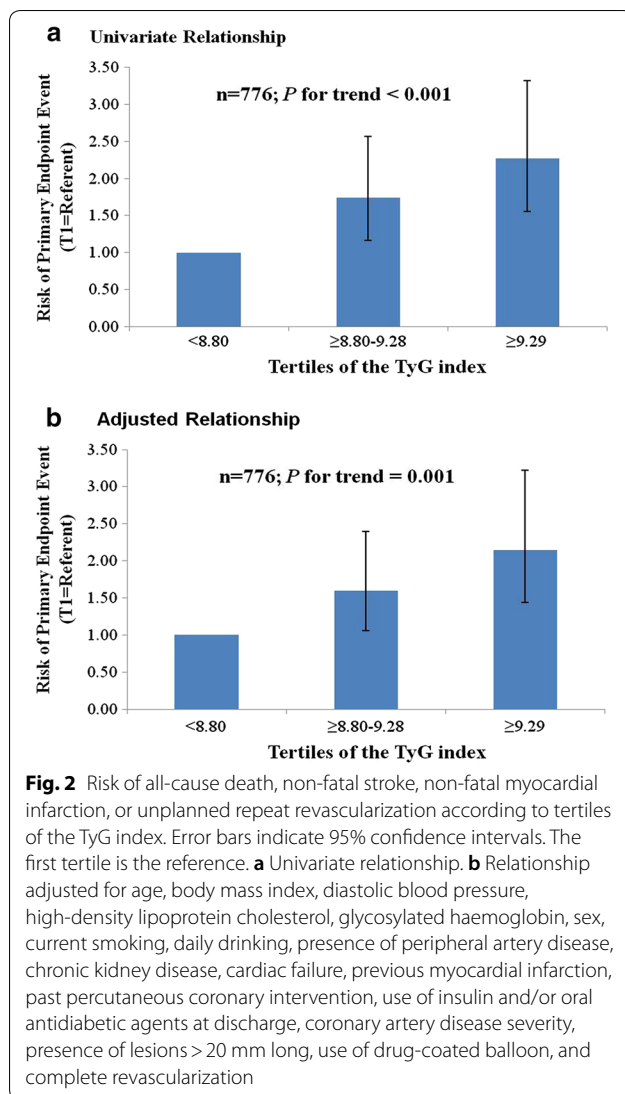 a Univariate Relationship
Risk of Primary Endpoint Event
(T1=Referent)
3.50
3.00
2.50
2.00
1.50
1.00
0.50
0.00
n=776; P for trend < 0.001
<8.80
≥8.80-9.28
≥9.29
Tertiles of the TyG index
b Adjusted Relationship
Risk of Primary Endpoint Event
(T1=Referent)
3.50
3.00
2.50
2.00
1.50
1.00
0.50
0.00
n=776; P for trend = 0.001
<8.80
≥8.80-9.28
≥9.29
Tertiles of the TyG index
Fig. 2 Risk of all-cause death, non-fatal stroke, non-fatal myocardial
infarction, or unplanned repeat revascularization according to tertiles
of the TyG index. Error bars indicate 95% confidence intervals. The
first tertile is the reference. a Univariate relationship. b Relationship
adjusted for age, body mass index, diastolic blood pressure,
high-density lipoprotein cholesterol, glycosylated haemoglobin, sex,
current smoking, daily drinking, presence of peripheral artery disease,
chronic kidney disease, cardiac failure, previous myocardial infarction,
past percutaneous coronary intervention, use of insulin and/or oral
antidiabetic agents at discharge, coronary artery disease severity,
presence of lesions > 20 mm long, use of drug-coated balloon, and
complete revascularization